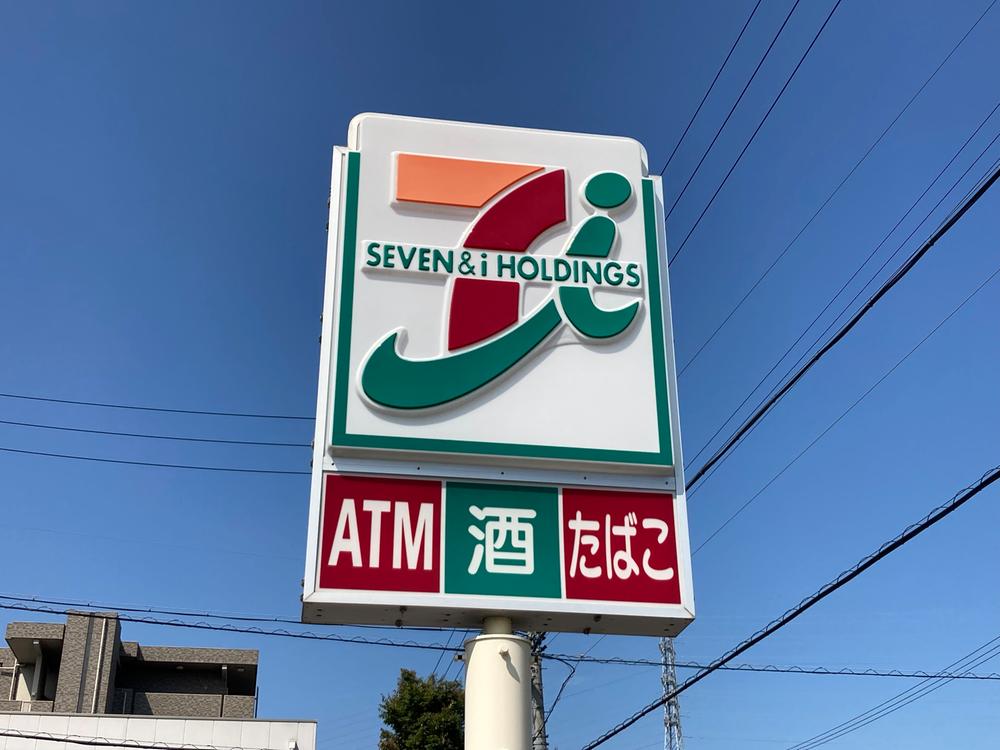 SEVEN&i HOLDINGS
ATM 酒 たばこ